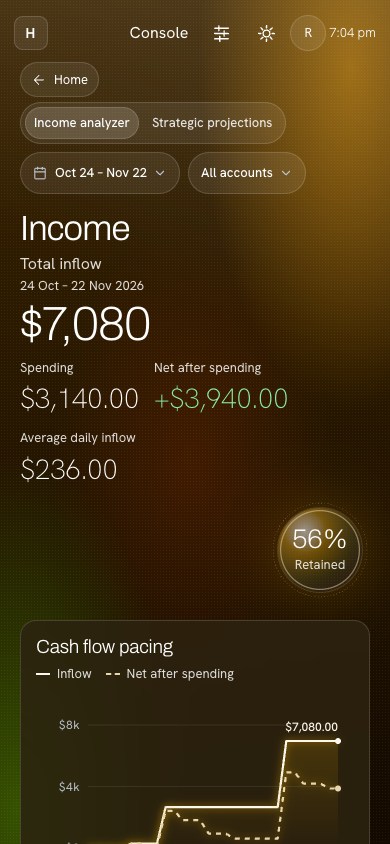 H
Console
R
7:04 pm
Home
Income analyzer
Strategic projections
Oct 24 – Nov 22
All accounts
Income
Total inflow
24 Oct – 22 Nov 2026
$7,080
Spending
Net after spending
$3,140.00
+$3,940.00
Average daily inflow
$236.00
56%
Retained
Cash flow pacing
Inflow
Net after spending
$8k
$7,080.00
$4k